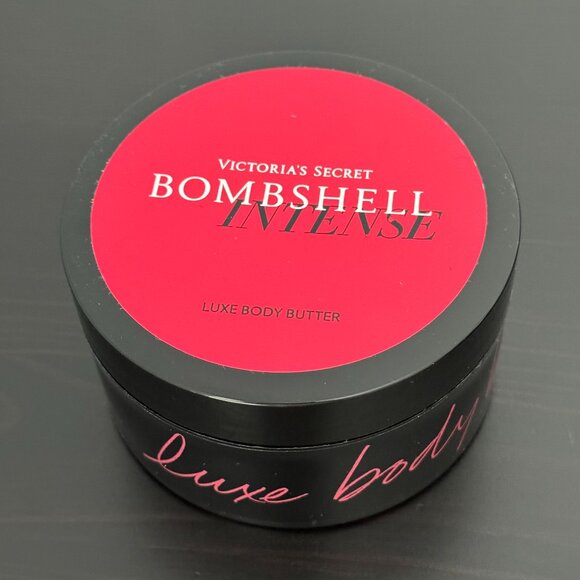 VICTORIA'S SECRET
BOMBSHELL
INTENSE
LUXE BODY BUTTER
luxe body